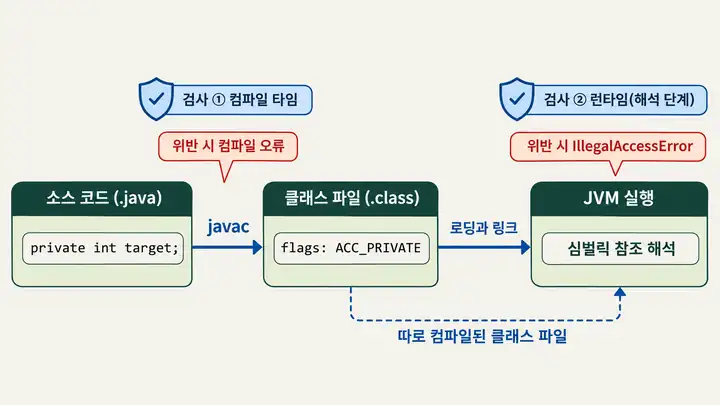 검사 ① 컴파일 타임
검사 ② 런타임(해석 단계)
위반 시 컴파일 오류
위반 시 IllegalAccessError
소스 코드 (.java)
private int target;
javac
클래스 파일 (.class)
flags: ACC_PRIVATE
로딩과 링크
JVM 실행
심벌릭 참조 해석
따로 컴파일된 클래스 파일